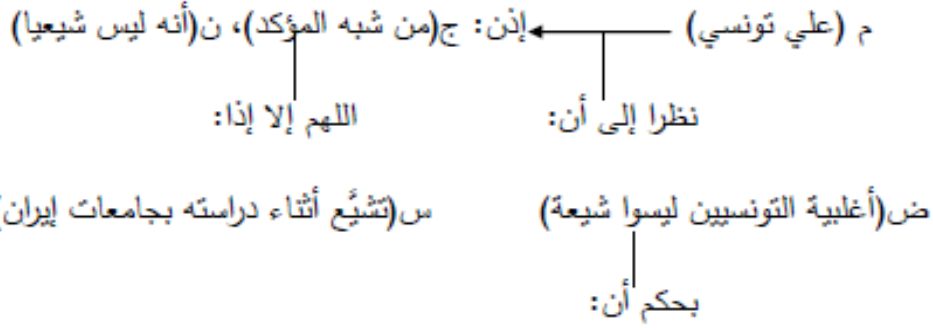 م (علي تونسي) إذن: ج(من شبه المؤكد)، ن(أنه ليس شيعيا)
نظرا إلى أن: اللهم إلا إذا:
ض(أغلبية التونسيين ليسوا شيعة) س(تشيَّع أثناء دراسته بجامعات إيران)
بحكم أن: